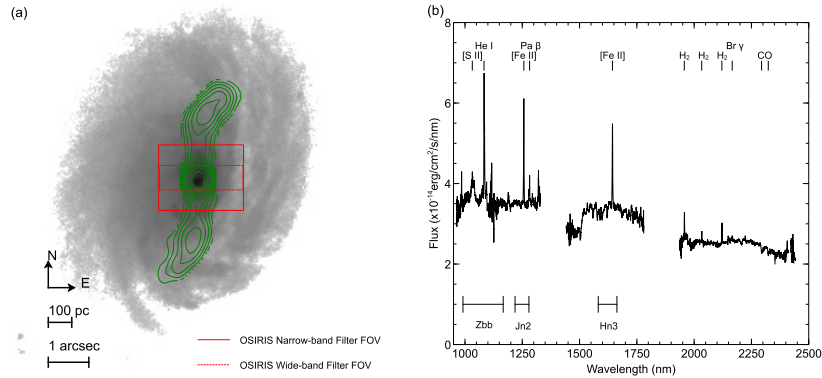 (a)
N
E
100 pc
1 arcsec
OSIRIS Narrow-band Filter FOV
OSIRIS Wide-band Filter FOV
(b)
8
6
4
2
0
Flux (x10⁻¹⁴erg/cm²/s/nm)
He I
[S II]
Pa β
[Fe II]
[Fe II]
H₂
H₂
H₂
Br γ
CO
Zbb
Jn2
Hn3
1000
1250
1500
1750
2000
2250
2500
Wavelength (nm)